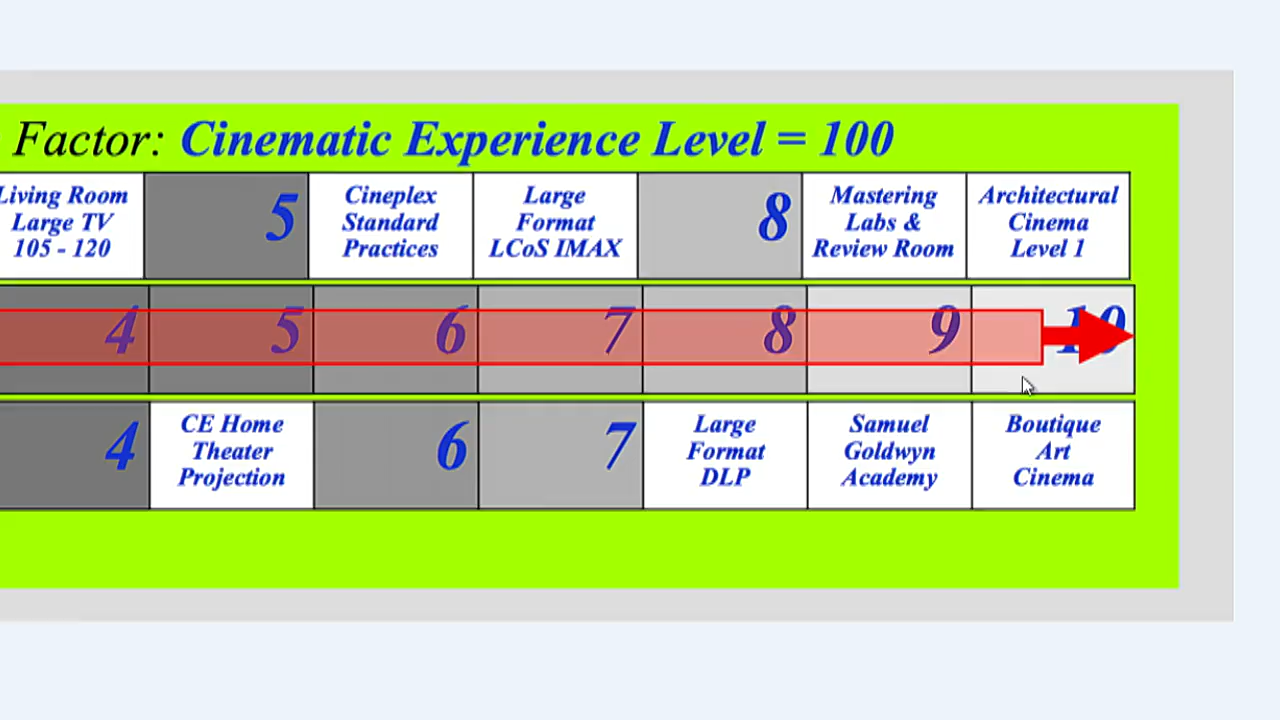 Factor: Cinematic Experience Level = 100
Living Room
Large TV
105 - 120
5
Cineplex
Standard
Practices
Large
Format
LCoS IMAX
8
Mastering
Labs &
Review Room
Architectural
Cinema
Level 1
4 5 6 7 8 9 10
4
CE Home
Theater
Projection
6
7
Large
Format
DLP
Samuel
Goldwyn
Academy
Boutique
Art
Cinema